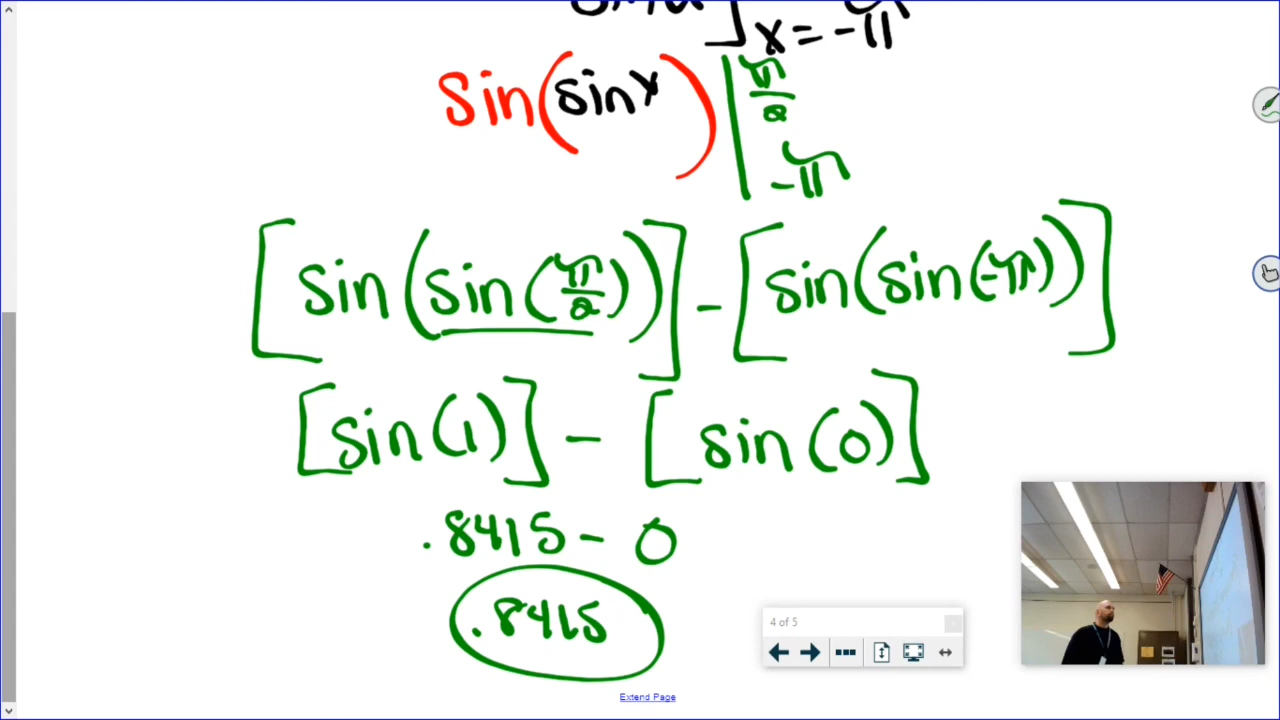 x = -π
sin(sin x) | π/2
-π
[sin(sin(π/2))] - [sin(sin(-π))]
[sin(1)] - [sin(0)]
.8415 - 0
.8415
4 of 5
Extend Page